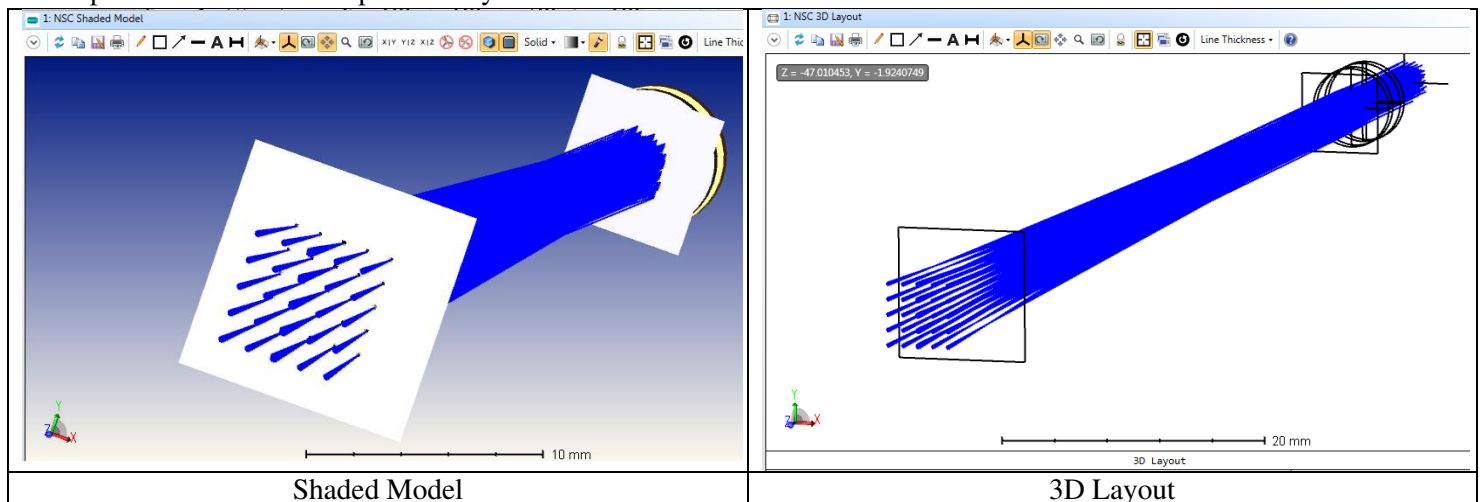 1: NSC Shaded Model
X|Y Y|Z X|Z Solid Line Thic
10 mm
Y
Z
X
Shaded Model
1: NSC 3D Layout
Line Thickness
Z = -47.010453, Y = -1.9240749
20 mm
Y
Z
X
3D Layout
3D Layout